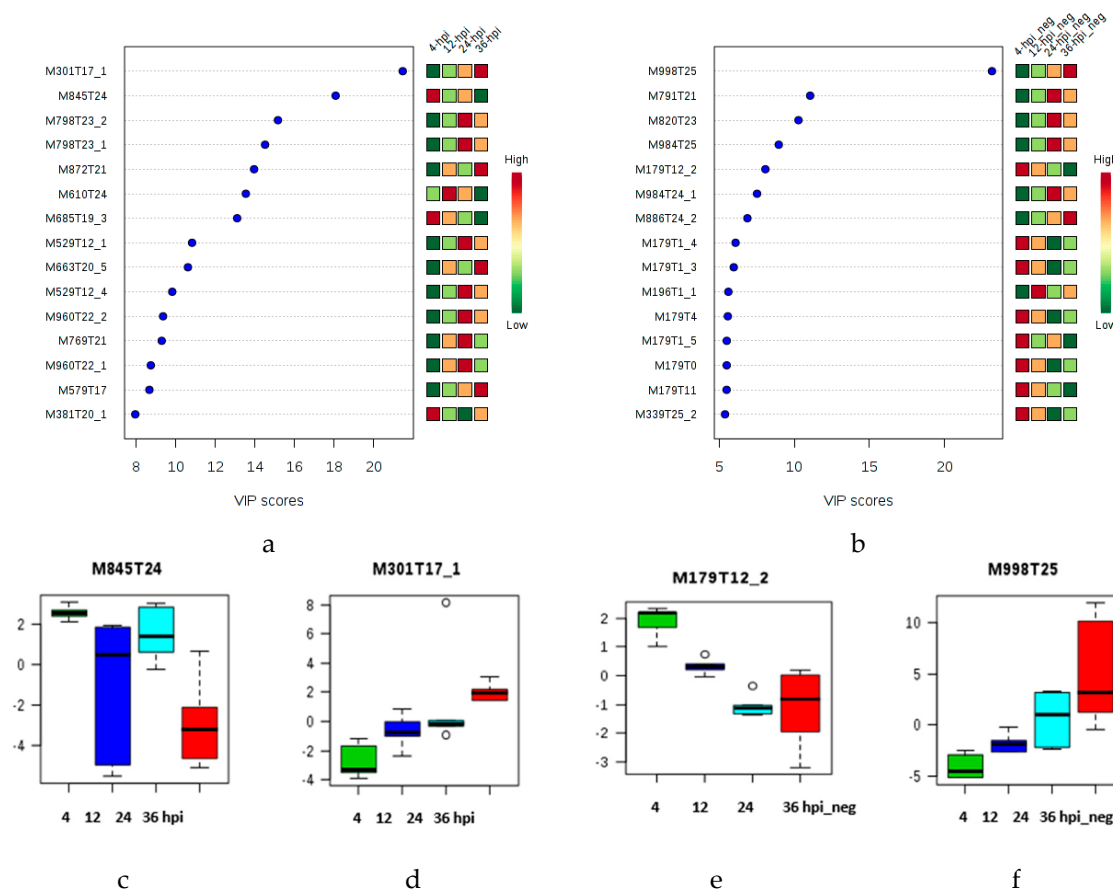 4-hpi 12-hpi 24-hpi 36-hpi
M301T17_1
M845T24
M798T23_2
M798T23_1
M872T21
M610T24
M685T19_3
M529T12_1
M663T20_5
M529T12_4
M960T22_2
M769T21
M960T22_1
M579T17
M381T20_1
High
Low
8 10 12 14 16 18 20
VIP scores
a
4-hpi_neg 12-hpi_neg 24-hpi_neg 36-hpi_neg
M998T25
M791T21
M820T23
M984T25
M179T12_2
M984T24_1
M886T24_2
M179T1_4
M179T1_3
M196T1_1
M179T4
M179T1_5
M179T0
M179T11
M339T25_2
High
Low
5 10 15 20
VIP scores
b
M845T24
2
0
-2
-4
4 12 24 36 hpi
c
M301T17_1
8
6
4
2
0
-2
-4
4 12 24 36 hpi
d
M179T12_2
2
1
0
-1
-2
-3
4 12 24 36 hpi_neg
e
M998T25
10
5
0
-5
4 12 24 36 hpi_neg
f